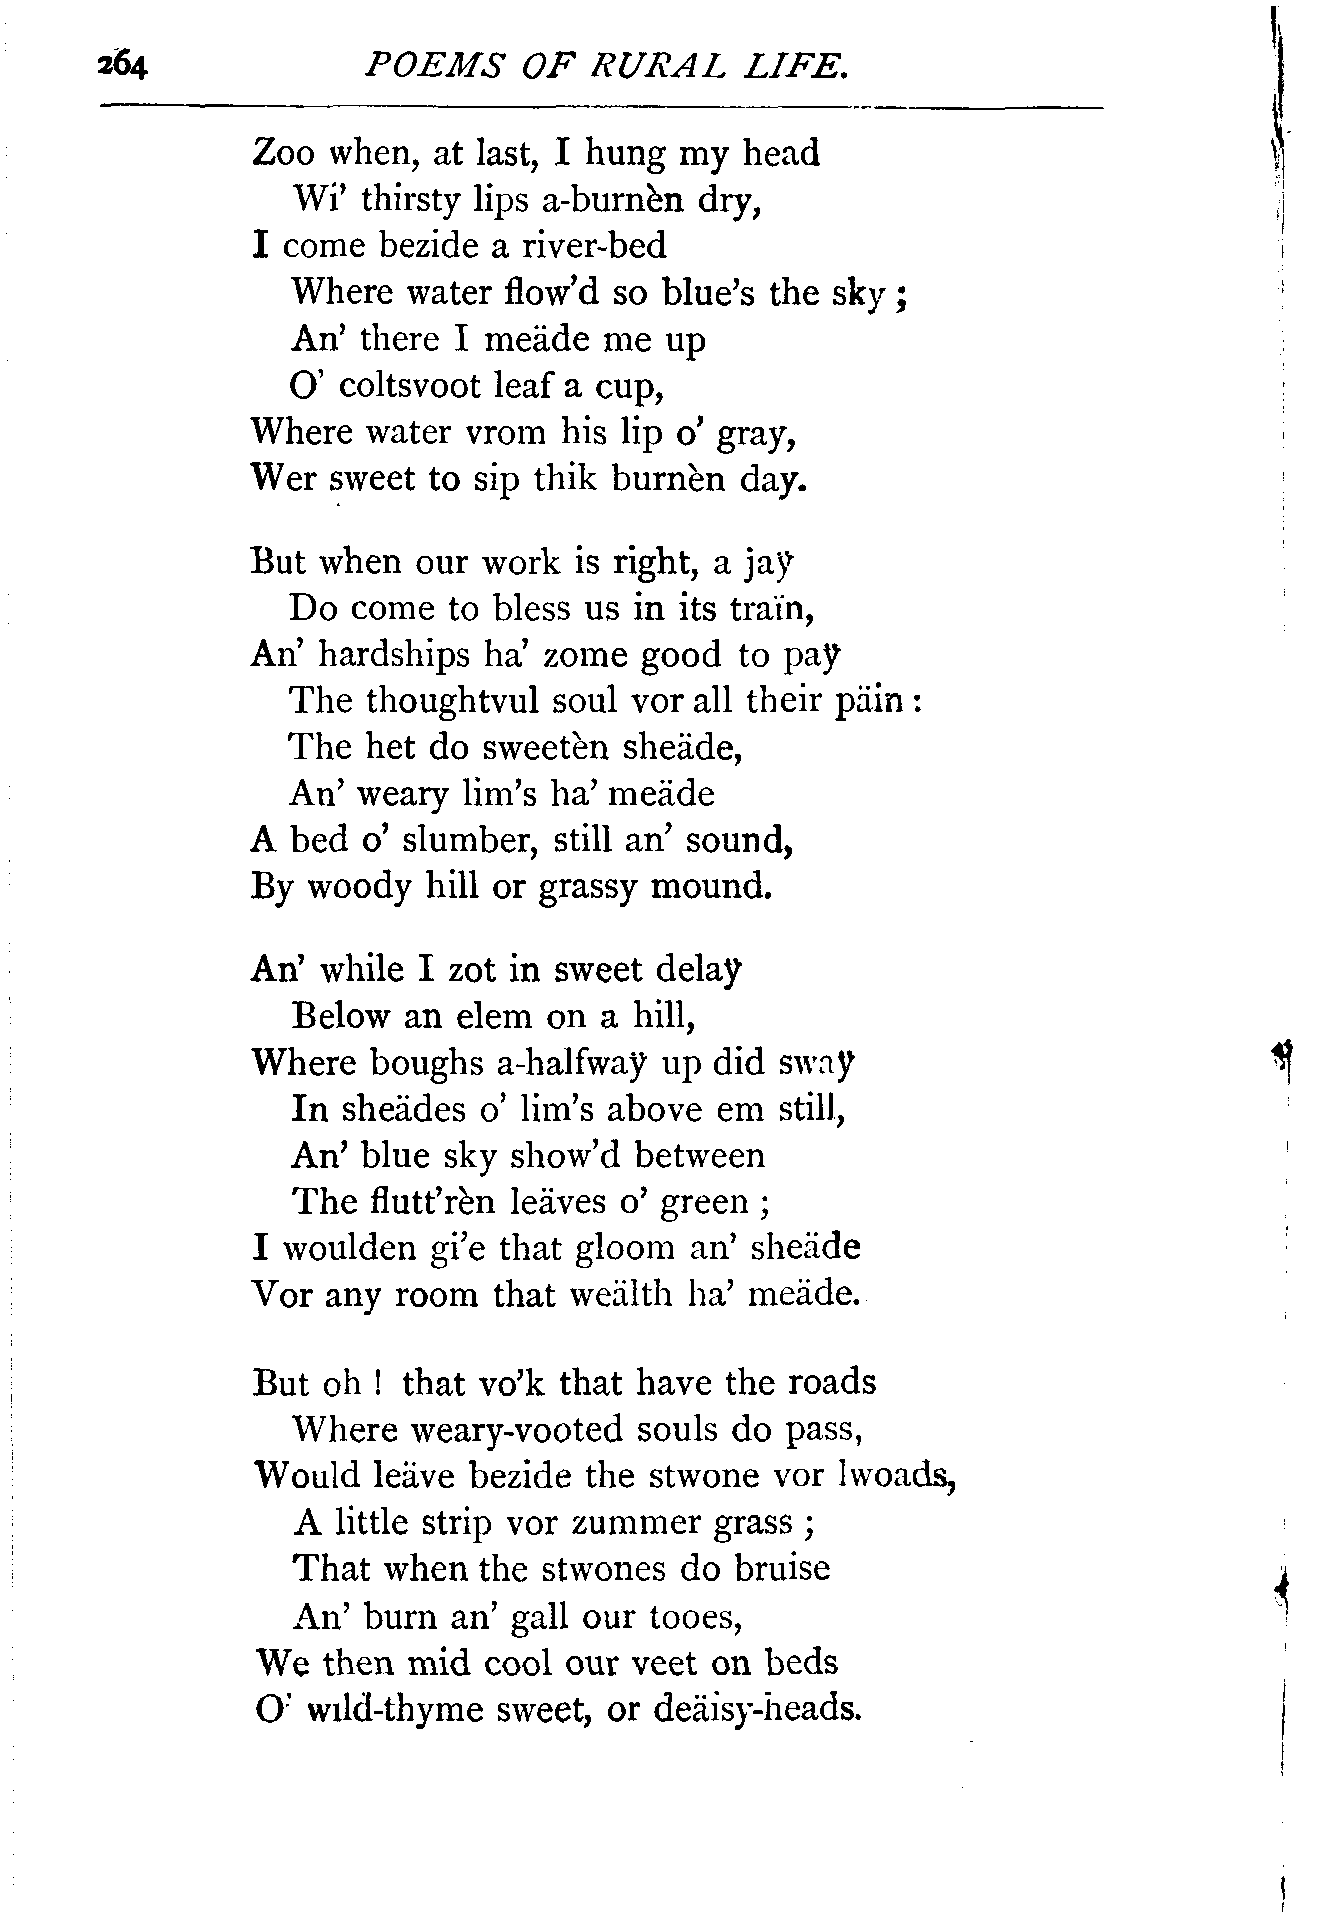 264 POEMS OF RURAL LIFE.
Zoo when, at last, I hung my head
Wi' thirsty lips a-burnèn dry,
I come bezide a river-bed
Where water flow'd so blue's the sky ;
An' there I meäde me up
O' coltsvoot leaf a cup,
Where water vrom his lip o' gray,
Wer sweet to sip thik burnèn day.
But when our work is right, a jaÿ
Do come to bless us in its traïn,
An' hardships ha' zome good to paÿ
The thoughtvul soul vor all their päin :
The het do sweetèn sheäde,
An' weary lim's ha' meäde
A bed o' slumber, still an' sound,
By woody hill or grassy mound.
An' while I zot in sweet delaÿ
Below an elem on a hill,
Where boughs a-halfwaÿ up did swaÿ
In sheädes o' lim's above em still,
An' blue sky show'd between
The flutt'rèn leäves o' green ;
I woulden gi'e that gloom an' sheäde
Vor any room that weälth ha' meäde.
But oh ! that vo'k that have the roads
Where weary-vooted souls do pass,
Would leäve bezide the stwone vor lwoads,
A little strip vor zummer grass ;
That when the stwones do bruise
An' burn an' gall our tooes,
We then mid cool our veet on beds
O' wild-thyme sweet, or deäisy-heads.